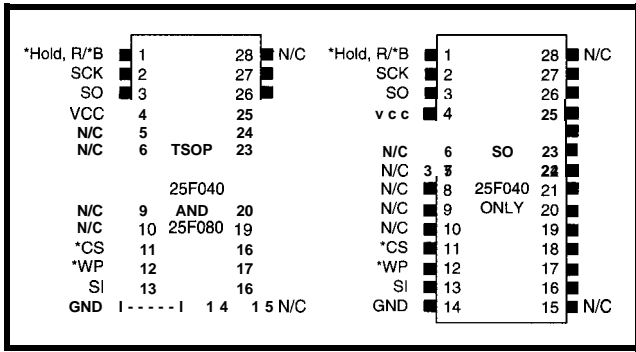 *Hold, R/*B 1 28 N/C
SCK 2 27
SO 3 26
VCC 4 25
N/C 5 24
N/C 6 TSOP 23
25F040
N/C 9 AND 20
N/C 10 25F080 19
*CS 11 16
*WP 12 17
SI 13 16
GND I-----I 14 15 N/C
*Hold, R/*B 1 28 N/C
SCK 2 27
SO 3 26
vcc 4 25
N/C 6 SO 23
N/C 3
N/C 8 25F040 21
N/C 9 ONLY 20
N/C 10 19
*CS 11 18
*WP 12 17
SI 13 16
GND 14 15 N/C